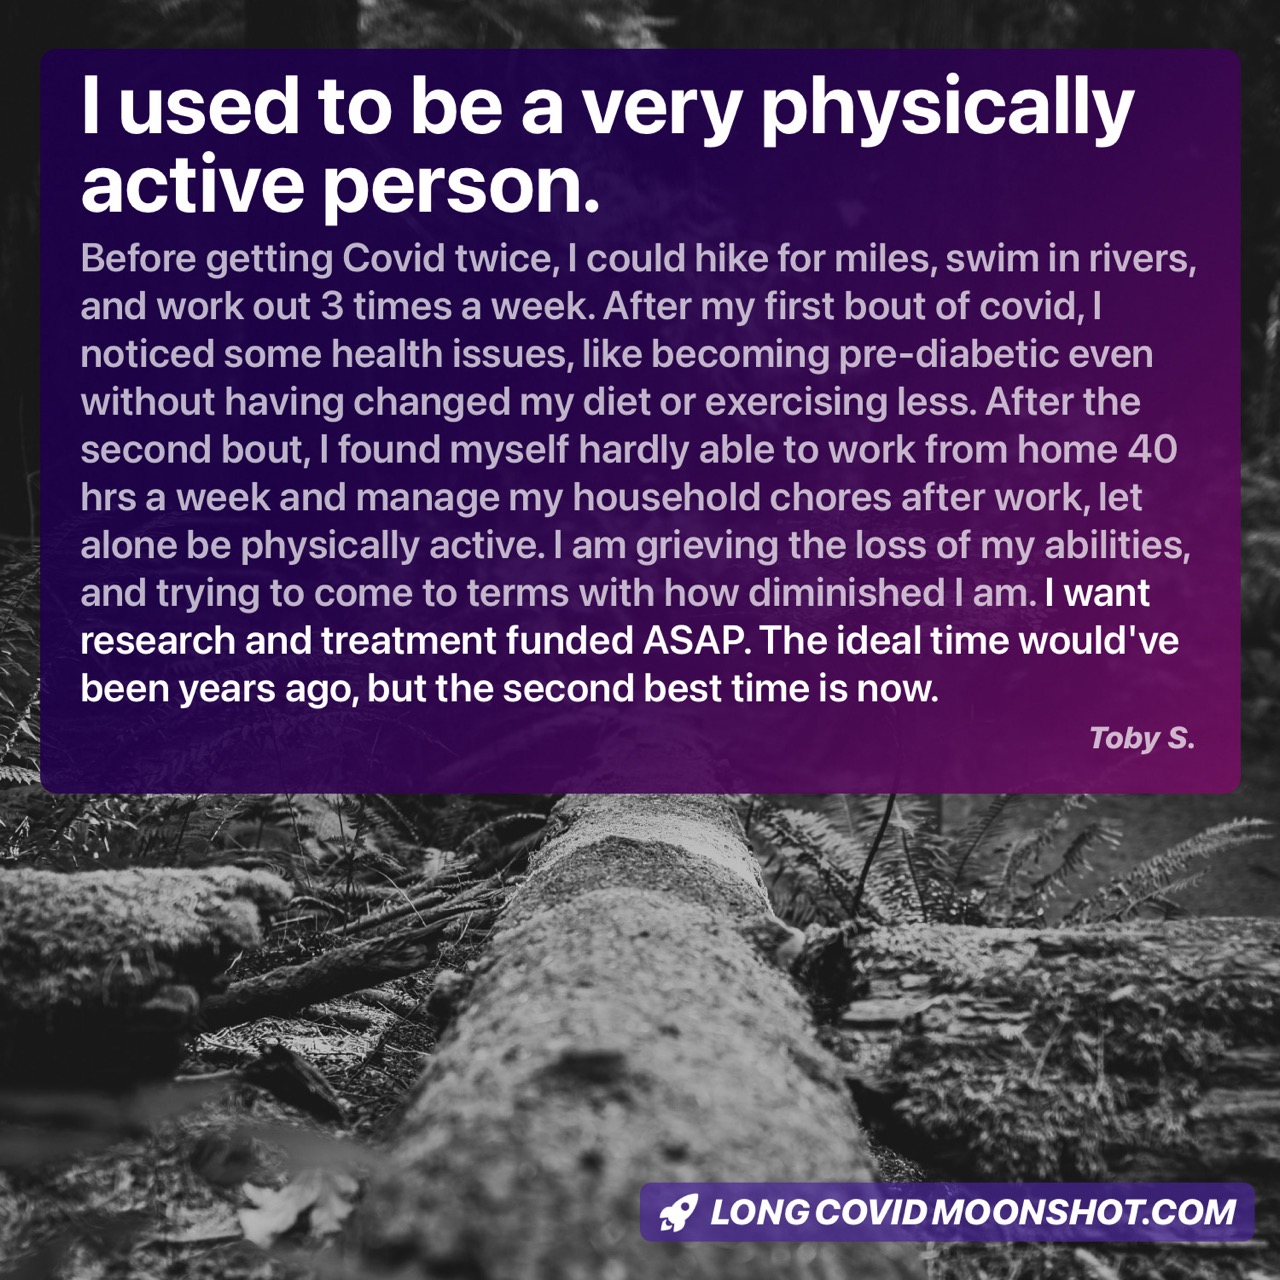 I used to be a very physically
active person.
Before getting Covid twice, I could hike for miles, swim in rivers,
and work out 3 times a week. After my first bout of covid, I
noticed some health issues, like becoming pre-diabetic even
without having changed my diet or exercising less. After the
second bout, I found myself hardly able to work from home 40
hrs a week and manage my household chores after work, let
alone be physically active. I am grieving the loss of my abilities,
and trying to come to terms with how diminished I am. I want
research and treatment funded ASAP. The ideal time would've
been years ago, but the second best time is now.
Toby S.
LONG COVID MOONSHOT.COM